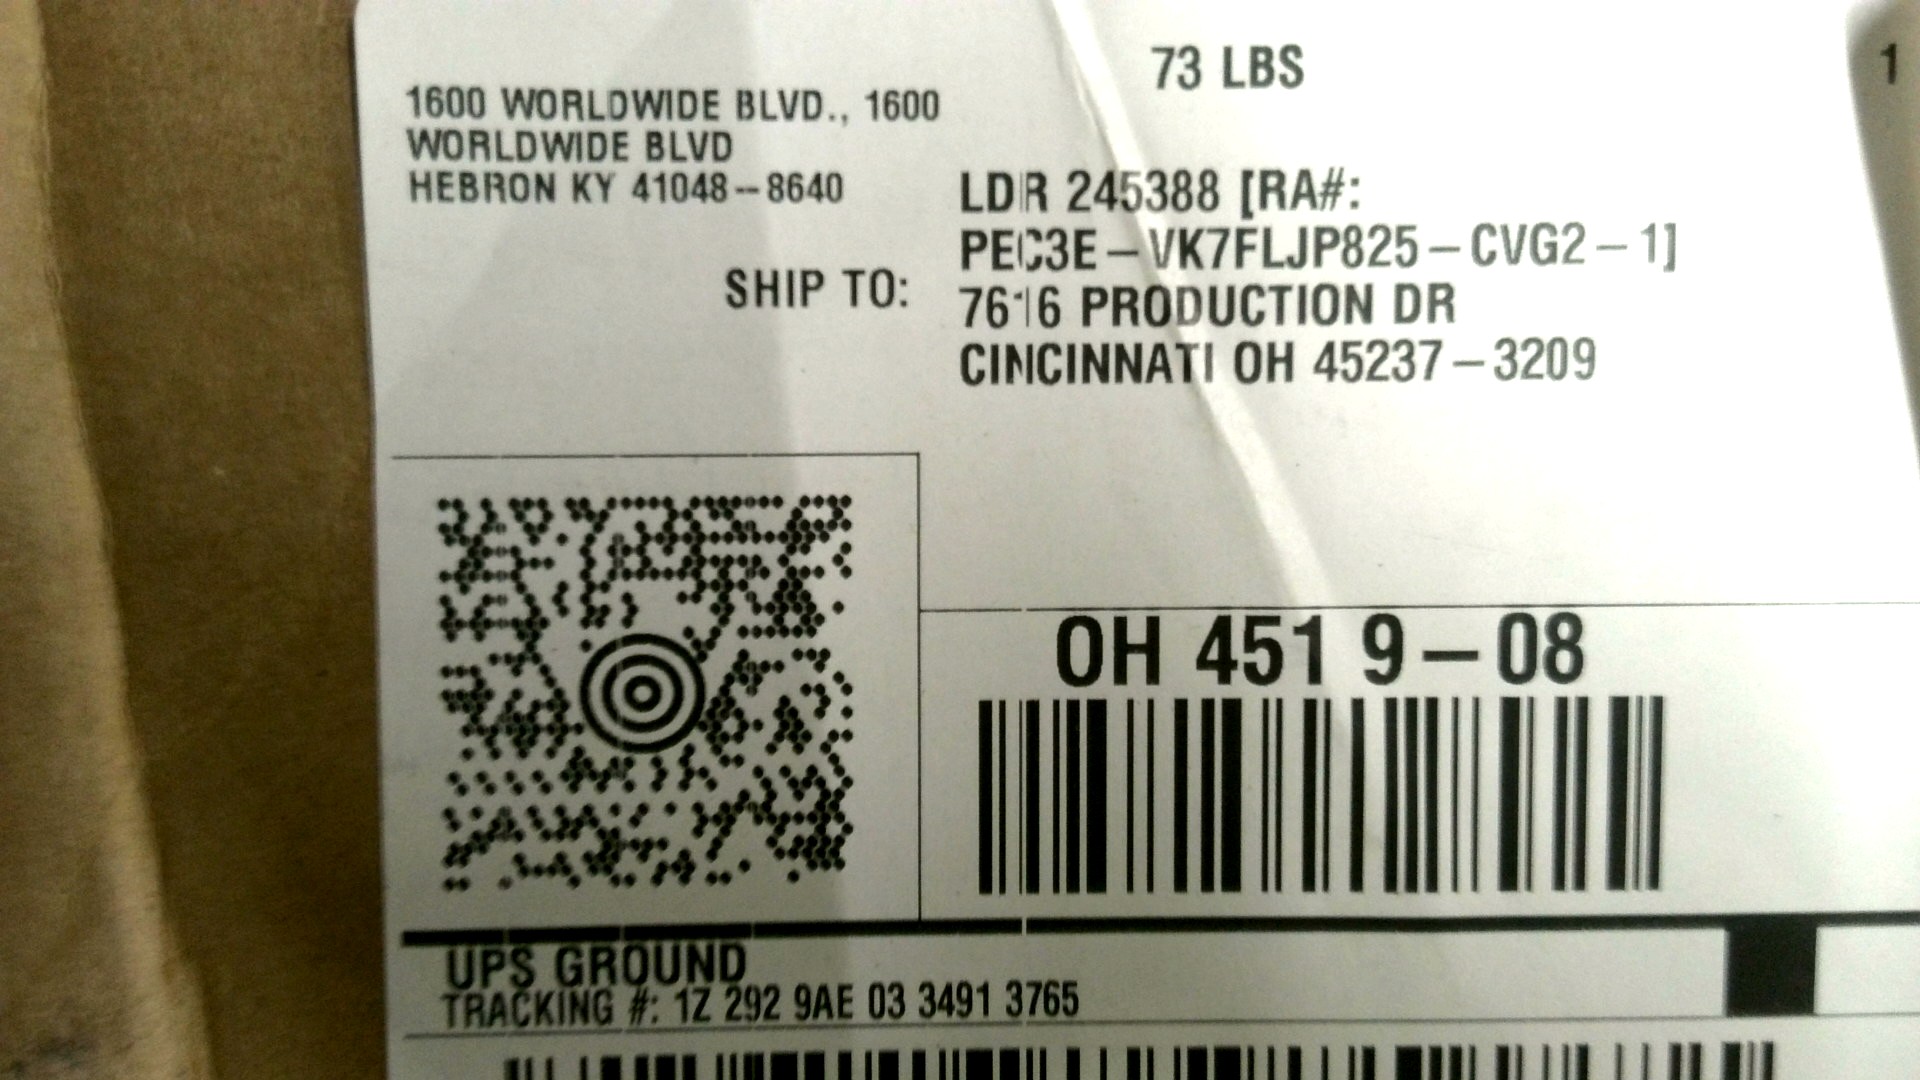 73 LBS
1
1600 WORLDWIDE BLVD., 1600
WORLDWIDE BLVD
HEBRON KY 41048-8640
SHIP TO:
LDR 245388 [RA#:
PEC3E-VK7FLJP825-CVG2-1]
7616 PRODUCTION DR
CINCINNATI OH 45237-3209
OH 451 9-08
UPS GROUND
TRACKING #: 1Z 292 9AE 03 3491 3765